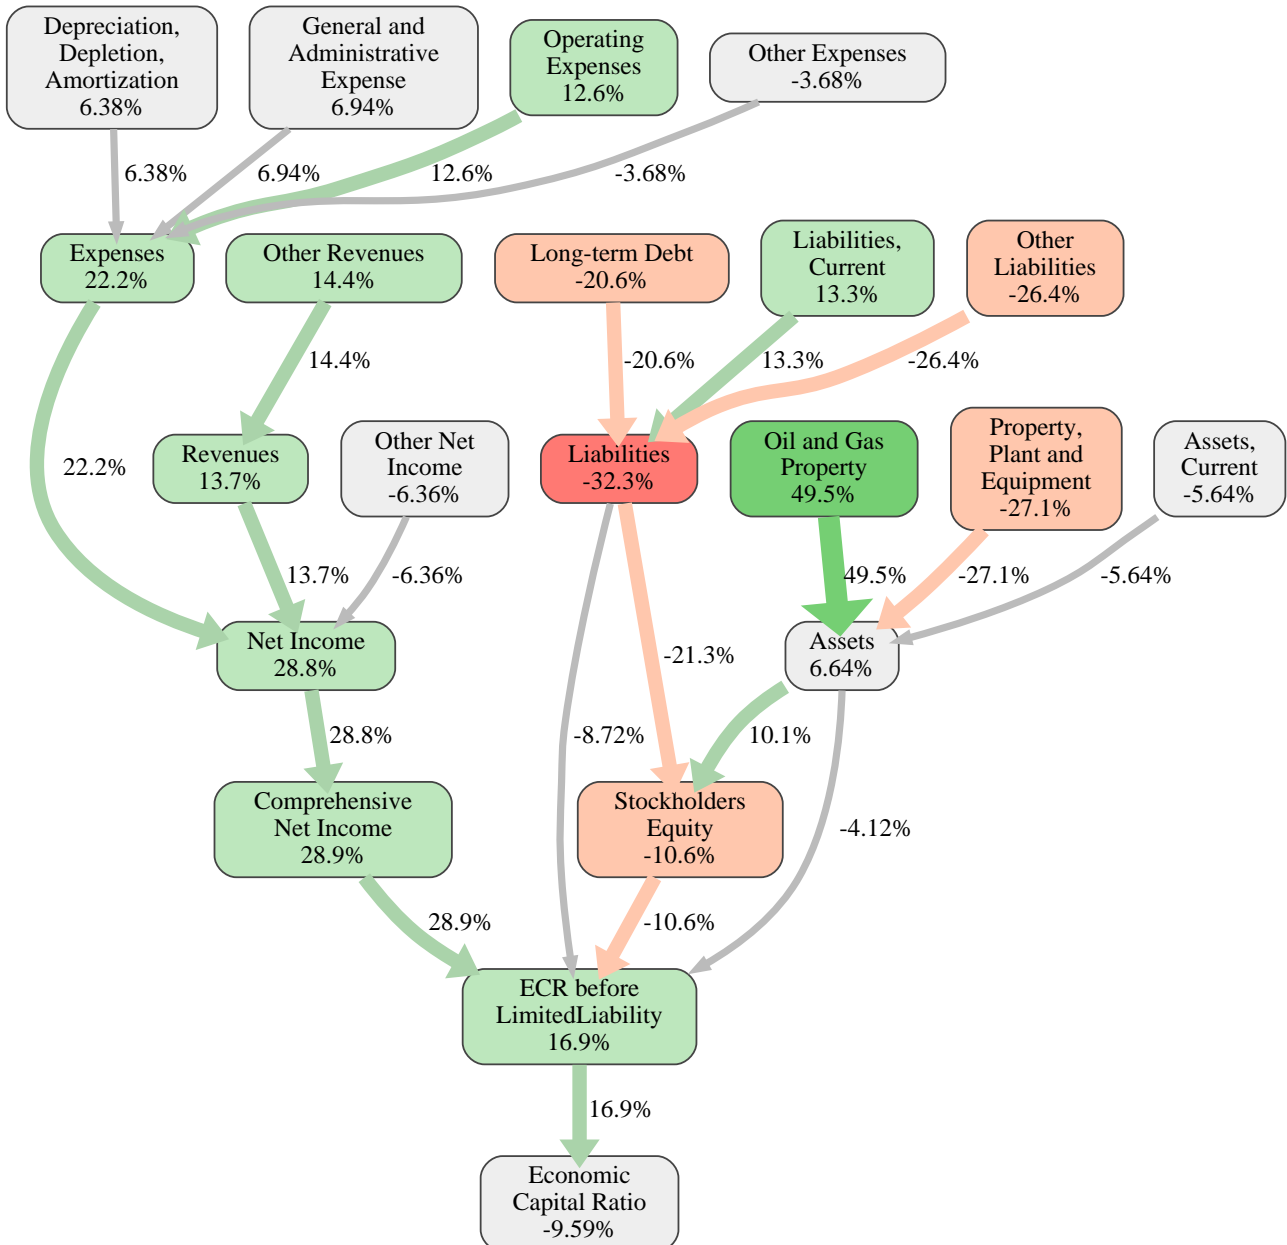 Depreciation,
Depletion,
Amortization
6.38%
General and
Administrative
Expense
6.94%
Operating
Expenses
12.6%
Other Expenses
-3.68%
6.38%
6.94%
12.6%
-3.68%
Expenses
22.2%
Other Revenues
14.4%
Long-term Debt
-20.6%
Liabilities,
Current
13.3%
Other
Liabilities
-26.4%
14.4%
-20.6%
13.3%
-26.4%
22.2%
Revenues
13.7%
Other Net
Income
-6.36%
Liabilities
-32.3%
Oil and Gas
Property
49.5%
Property,
Plant and
Equipment
-27.1%
Assets,
Current
-5.64%
13.7%
-6.36%
49.5%
-27.1%
-5.64%
Net Income
28.8%
-21.3%
Assets
6.64%
28.8%
-8.72%
10.1%
Comprehensive
Net Income
28.9%
Stockholders
Equity
-10.6%
-4.12%
28.9%
-10.6%
ECR before
LimitedLiability
16.9%
16.9%
Economic
Capital Ratio
-9.59%